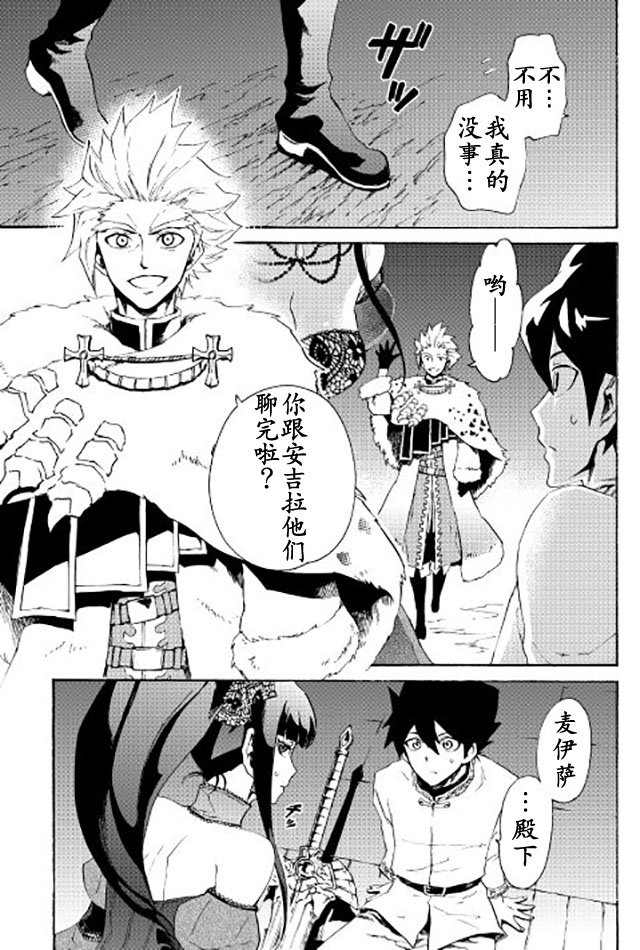 不…
不用
我真的
没事…
ザッ
哟——
你跟安吉拉他们
聊完啦？
麦伊萨
…殿下